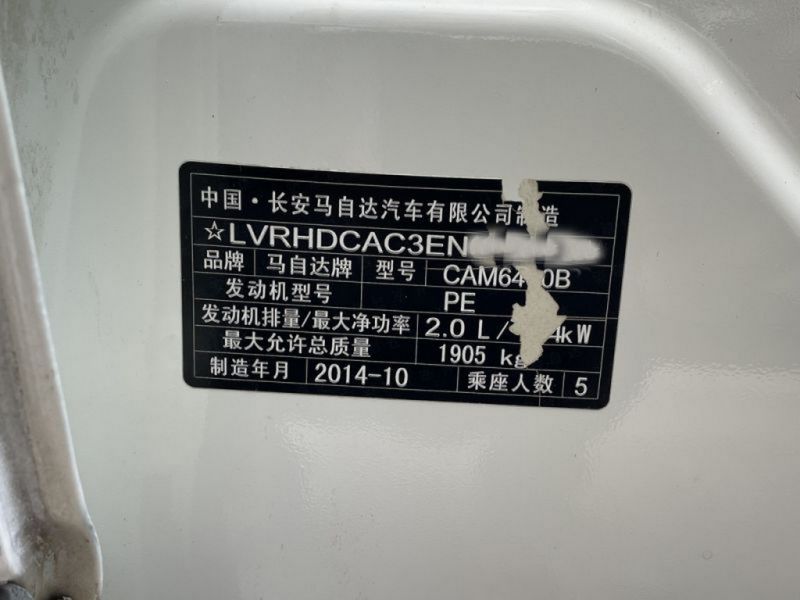 中国·长安马自达汽车有限公司制造
☆LVRHDCAC3EN
品牌 马自达牌 型号 CAM64 0B
发动机型号 PE
发动机排量/最大净功率 2.0 L/ 4kW
最大允许总质量 1905 kg
制造年月 2014-10 乘座人数 5